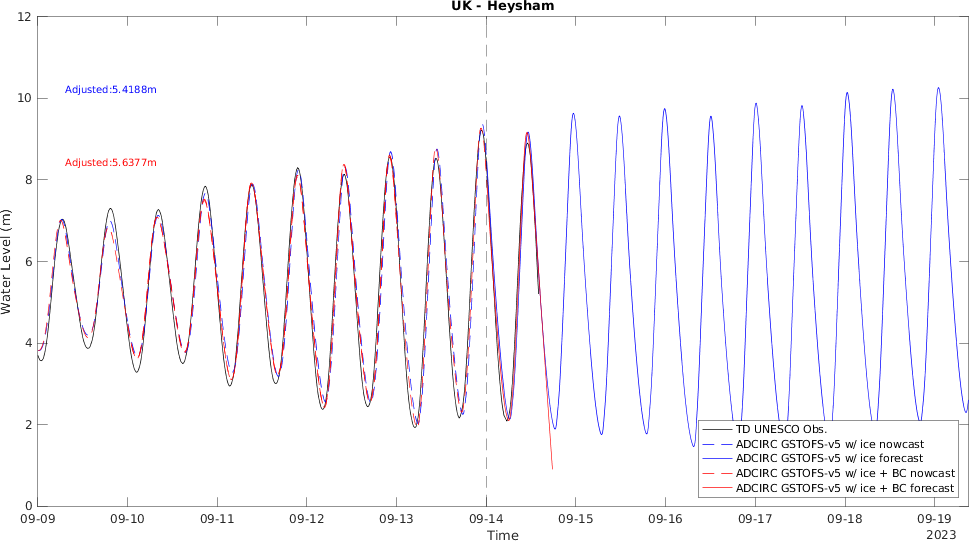 UK - Heysham
12
10
8
6
4
2
0
Water Level (m)
Adjusted:5.4188m
Adjusted:5.6377m
TD UNESCO Obs.
ADCIRC GSTOFS-v5 w/ ice nowcast
ADCIRC GSTOFS-v5 w/ ice forecast
ADCIRC GSTOFS-v5 w/ ice + BC nowcast
ADCIRC GSTOFS-v5 w/ ice + BC forecast
09-09 09-10 09-11 09-12 09-13 09-14 09-15 09-16 09-17 09-18 09-19
Time
2023